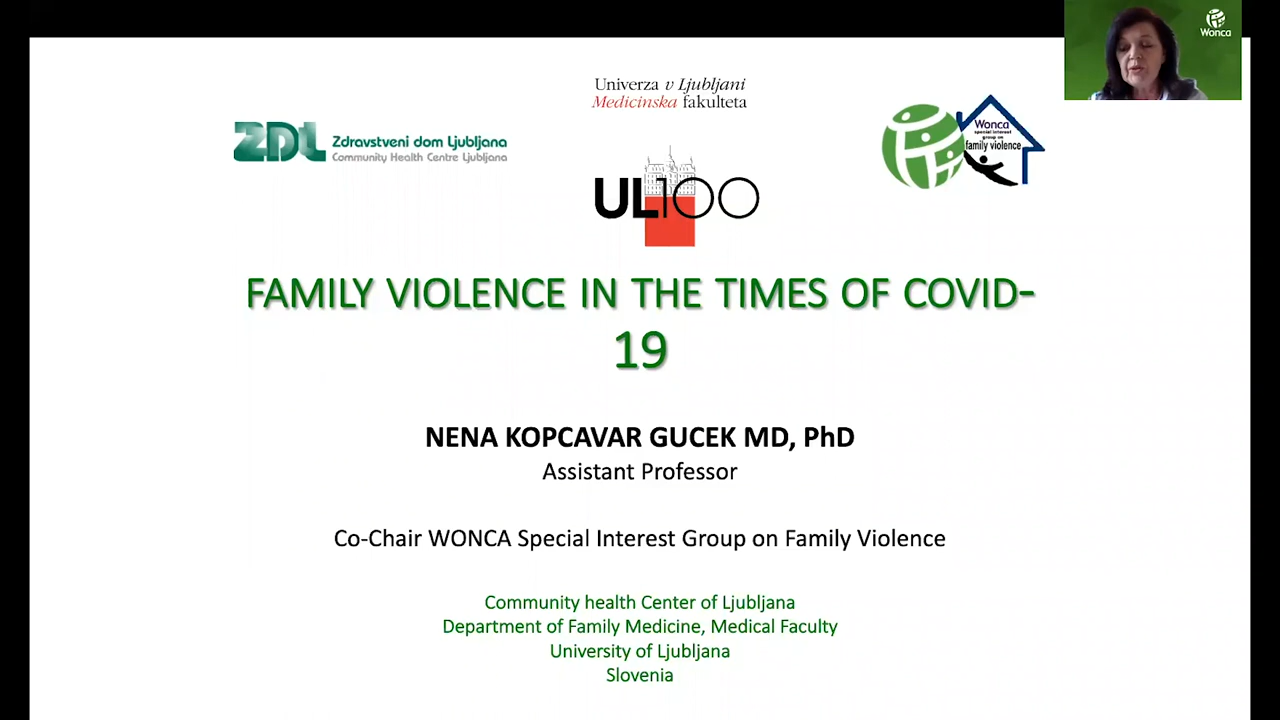 Wonca
Univerza v Ljubljani
Medicinska fakulteta
ZDL Zdravstveni dom Ljubljana
Community Health Centre Ljubljana
Wonca
special interest
group on
family violence
UL100
FAMILY VIOLENCE IN THE TIMES OF COVID-
19
NENA KOPCAVAR GUCEK MD, PhD
Assistant Professor
Co-Chair WONCA Special Interest Group on Family Violence
Community health Center of Ljubljana
Department of Family Medicine, Medical Faculty
University of Ljubljana
Slovenia